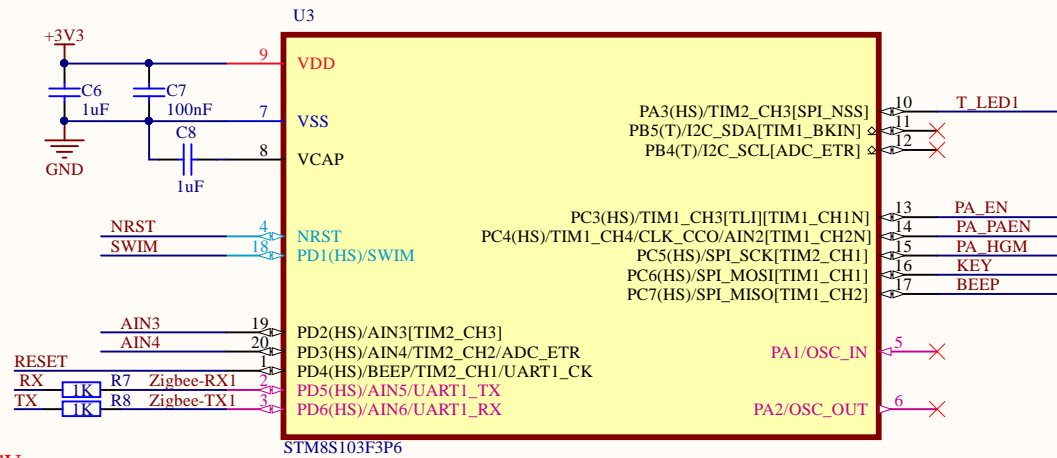 U3
+3V3
C6
1uF
C7
100nF
C8
1uF
GND
9 VDD
7 VSS
8 VCAP
NRST 4 NRST
SWIM 18 PD1(HS)/SWIM
AIN3 19 PD2(HS)/AIN3[TIM2_CH3]
AIN4 20 PD3(HS)/AIN4/TIM2_CH2/ADC_ETR
RESET 1 PD4(HS)/BEEP/TIM2_CH1/UART1_CK
RX 1K R7 Zigbee-RX1 2 PD5(HS)/AIN5/UART1_TX
TX 1K R8 Zigbee-TX1 3 PD6(HS)/AIN6/UART1_RX
PA3(HS)/TIM2_CH3[SPI_NSS] 10 T_LED1
PB5(T)/I2C_SDA[TIM1_BKIN] 11
PB4(T)/I2C_SCL[ADC_ETR] 12
PC3(HS)/TIM1_CH3[TLI][TIM1_CH1N] 13 PA_EN
PC4(HS)/TIM1_CH4/CLK_CCO/AIN2[TIM1_CH2N] 14 PA_PAEN
PC5(HS)/SPI_SCK[TIM2_CH1] 15 PA_HGM
PC6(HS)/SPI_MOSI[TIM1_CH1] 16 KEY
PC7(HS)/SPI_MISO[TIM1_CH2] 17 BEEP
PA1/OSC_IN 5
PA2/OSC_OUT 6
STM8S103F3P6